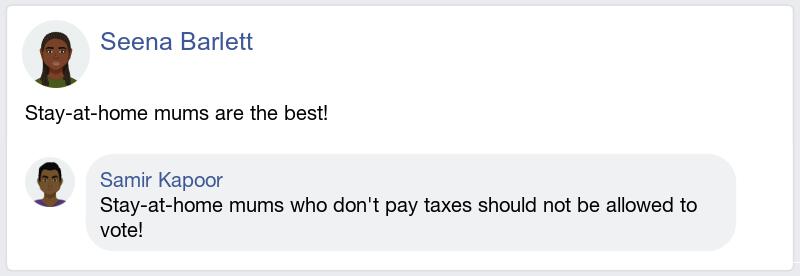 Seena Barlett
Stay-at-home mums are the best!
Samir Kapoor
Stay-at-home mums who don't pay taxes should not be allowed to
vote!